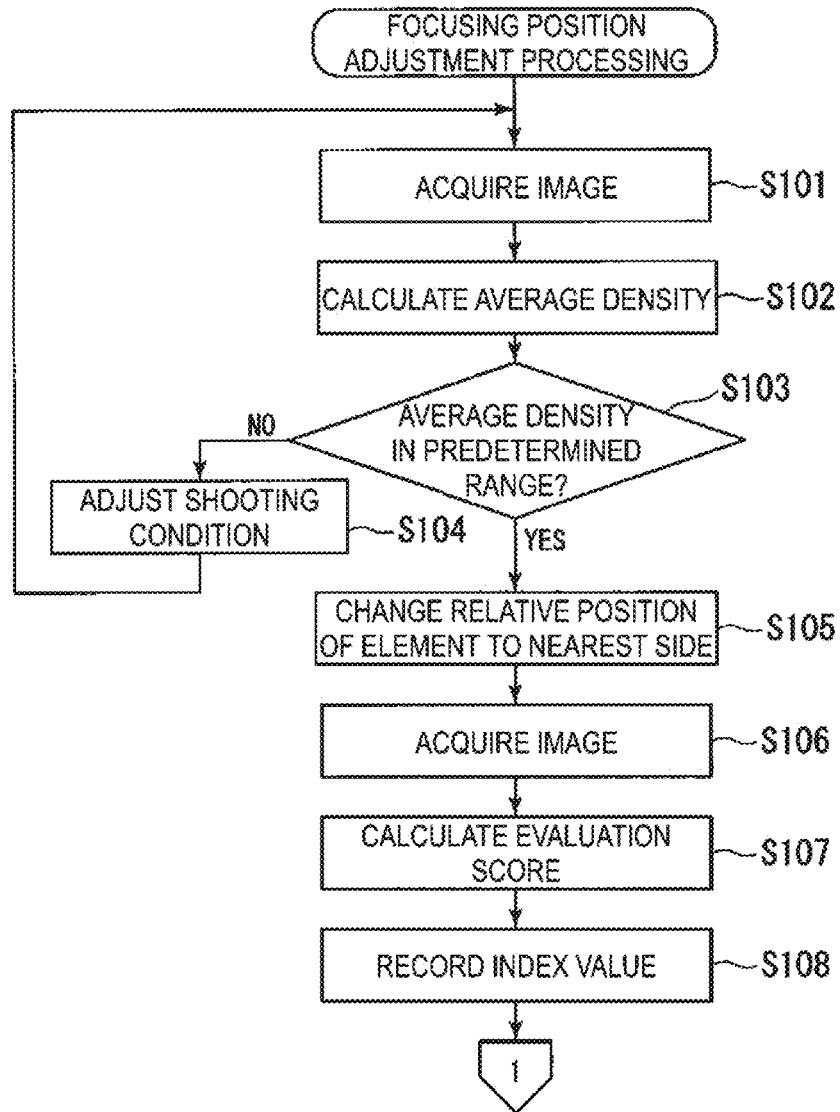 FOCUSING POSITION
ADJUSTMENT PROCESSING
ACQUIRE IMAGE
S101
CALCULATE AVERAGE DENSITY
S102
S103
AVERAGE DENSITY
IN PREDETERMINED
RANGE?
NO
ADJUST SHOOTING
CONDITION
S104
YES
CHANGE RELATIVE POSITION
OF ELEMENT TO NEAREST SIDE
S105
ACQUIRE IMAGE
S106
CALCULATE EVALUATION
SCORE
S107
RECORD INDEX VALUE
S108
1